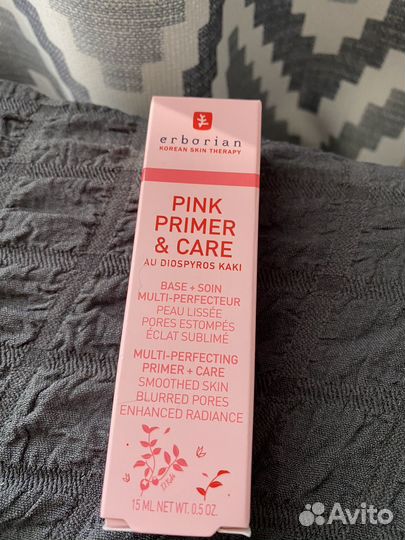 erborian
KOREAN SKIN THERAPY
PINK
PRIMER
& CARE
AU DIOSPYROS KAKI
BASE + SOIN
MULTI-PERFECTEUR
PEAU LISSÉE
PORES ESTOMPÉS
ÉCLAT SUBLIMÉ
MULTI-PERFECTING
PRIMER + CARE
SMOOTHED SKIN
BLURRED PORES
ENHANCED RADIANCE
15 ML NET WT. 0.5 OZ.
Avito